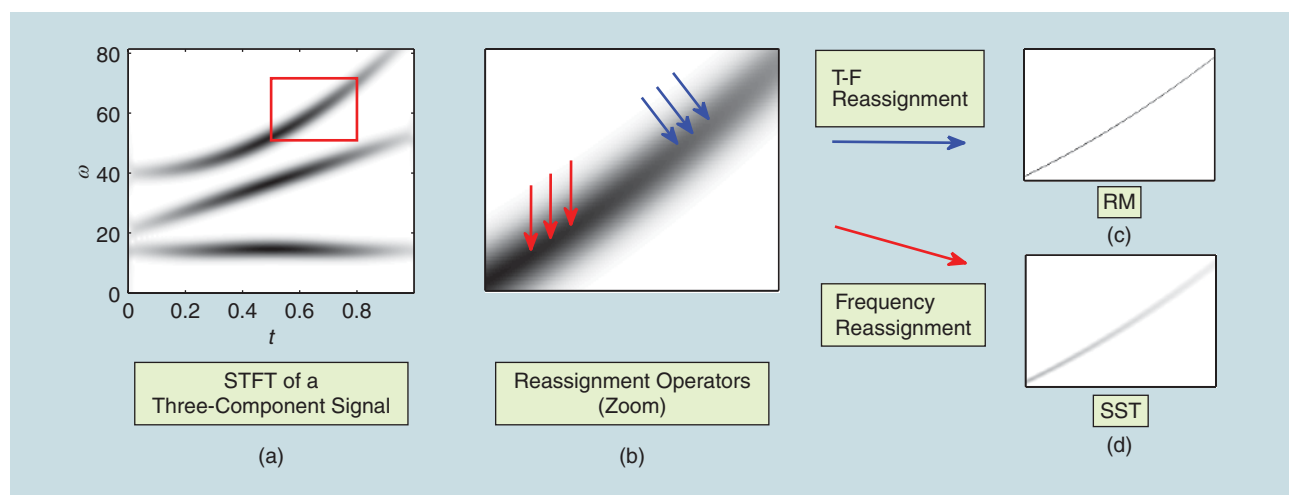 80
60
40
20
0
ω
0
0.2
0.4
0.6
0.8
t
STFT of a
Three-Component Signal
(a)
Reassignment Operators
(Zoom)
(b)
T-F
Reassignment
Frequency
Reassignment
RM
(c)
SST
(d)